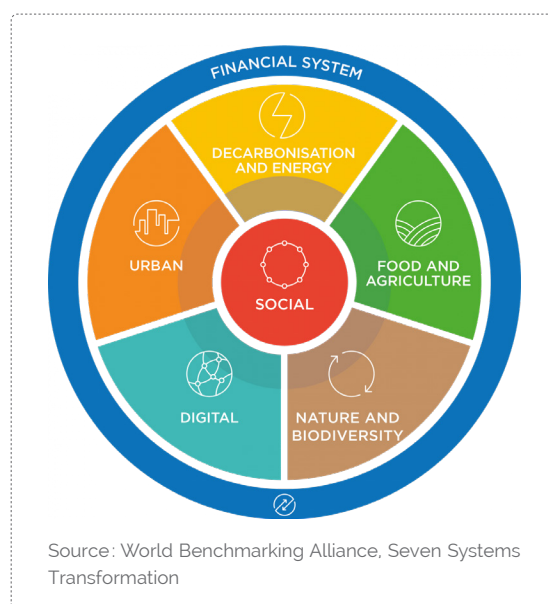 FINANCIAL SYSTEM
DECARBONISATION
AND ENERGY
URBAN
FOOD AND
AGRICULTURE
SOCIAL
DIGITAL
NATURE AND
BIODIVERSITY
Source: World Benchmarking Alliance, Seven Systems
Transformation